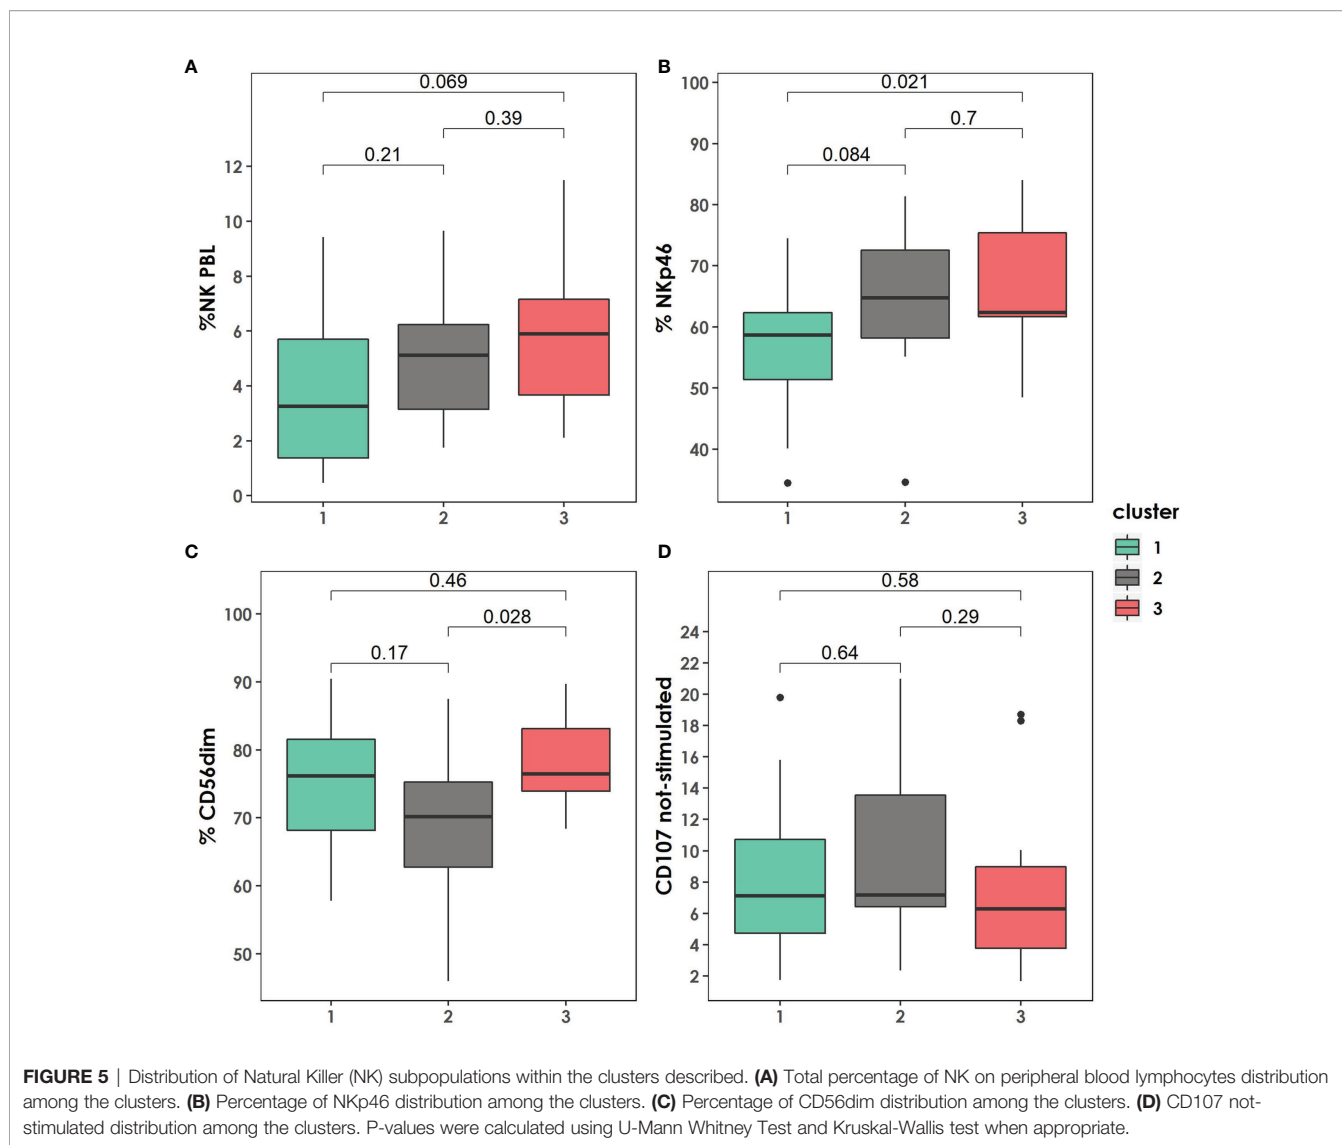 A
0.069
0.39
0.21
12
10
8
6
4
2
0
%NK PBL
1 2 3
B
0.021
0.7
0.084
100
90
80
70
60
50
40
% NKp46
1 2 3
cluster
1
2
3
C
0.46
0.028
0.17
100
90
80
70
60
50
% CD56dim
1 2 3
D
0.58
0.29
0.64
24
22
20
18
16
14
12
10
8
6
4
2
CD107 not-stimulated
1 2 3
FIGURE 5 | Distribution of Natural Killer (NK) subpopulations within the clusters described. (A) Total percentage of NK on peripheral blood lymphocytes distribution
among the clusters. (B) Percentage of NKp46 distribution among the clusters. (C) Percentage of CD56dim distribution among the clusters. (D) CD107 not-
stimulated distribution among the clusters. P-values were calculated using U-Mann Whitney Test and Kruskal-Wallis test when appropriate.